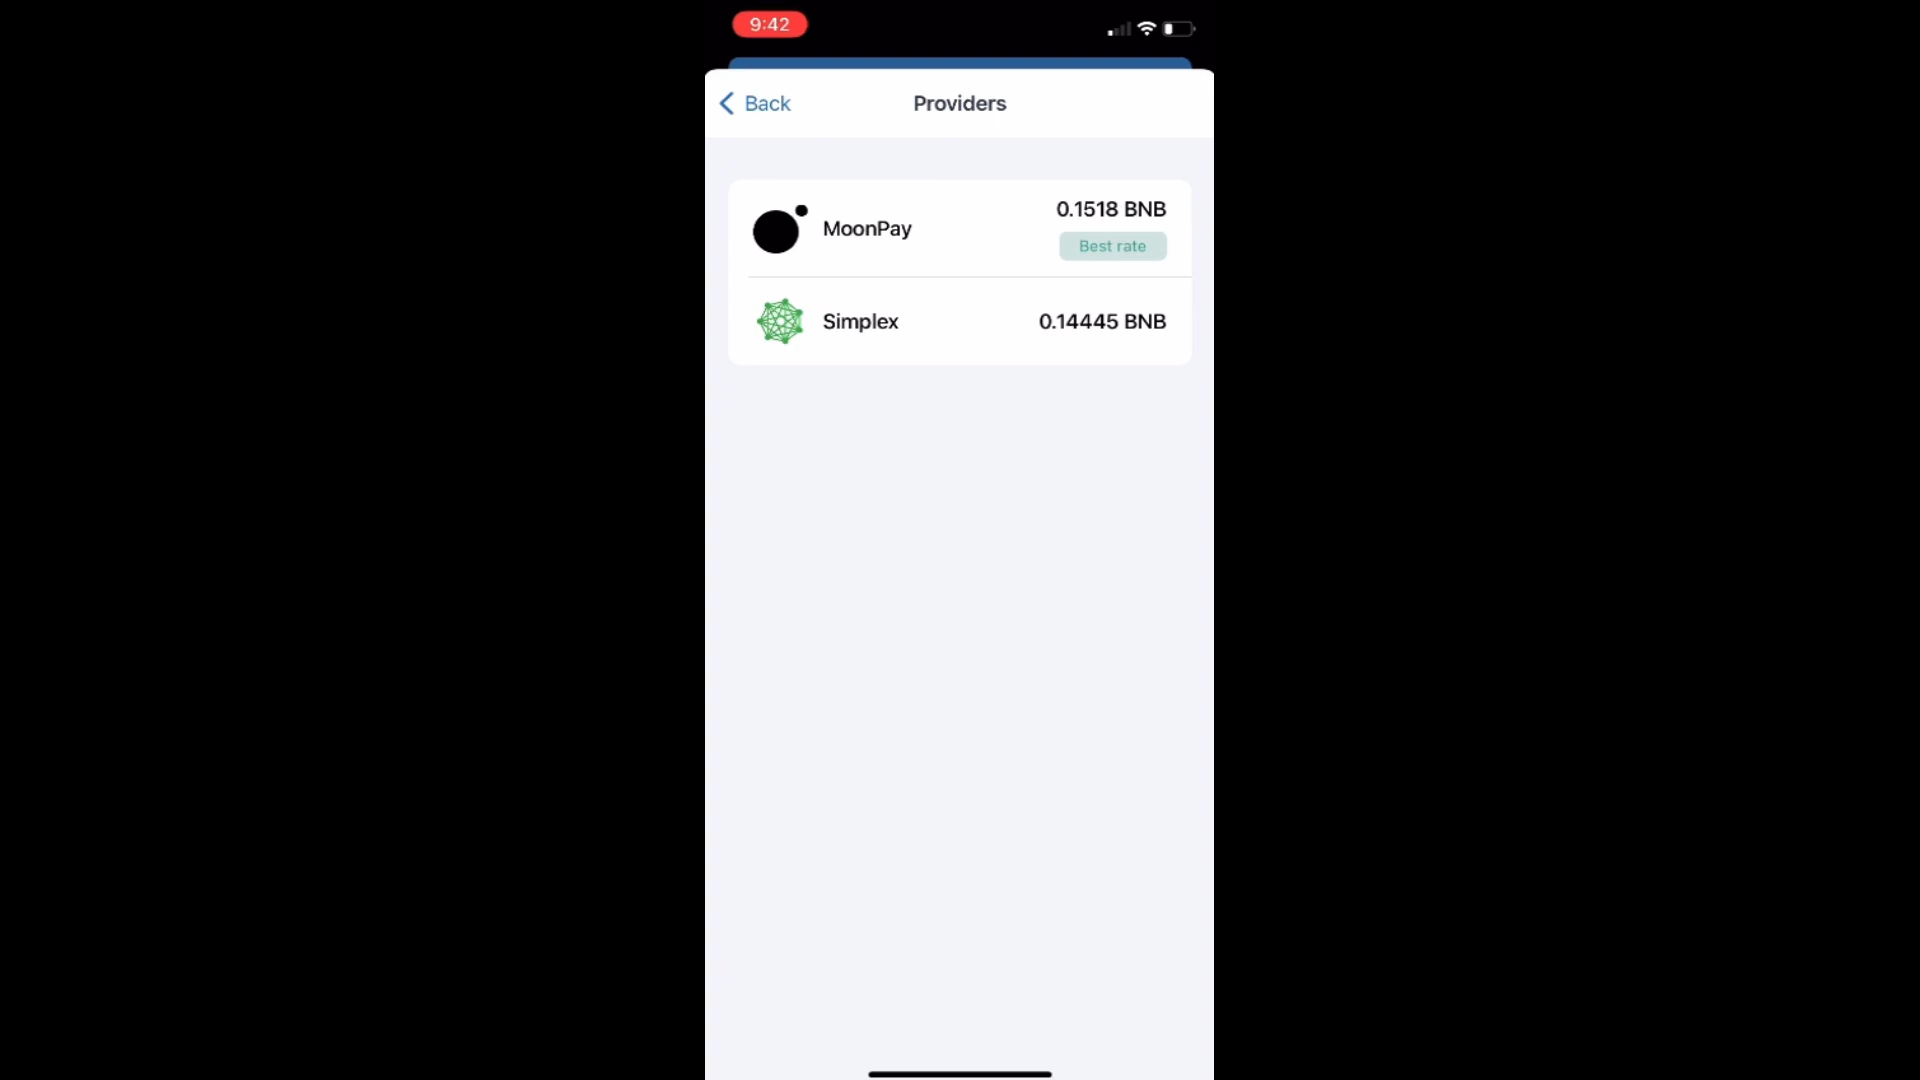 9:42
Back
Providers
MoonPay
0.1518 BNB
Best rate
Simplex
0.14445 BNB